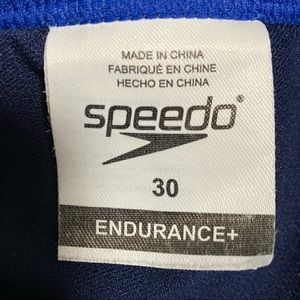 MADE IN CHINA
FABRIQUÉ EN CHINE
HECHO EN CHINA
speedo®
30
ENDURANCE+